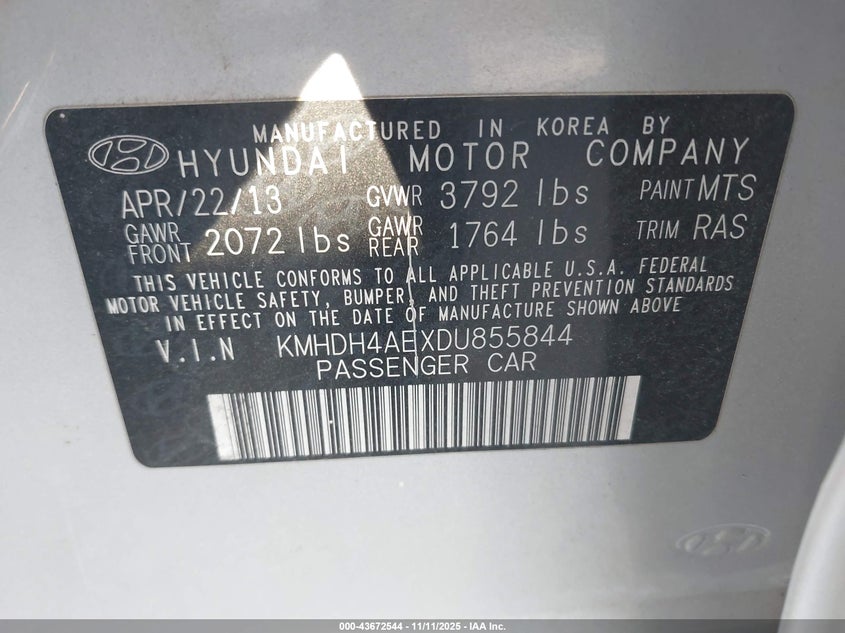 MANUFACTURED IN KOREA BY
HYUNDAI MOTOR COMPANY
APR/22/13 GVWR 3792 lbs PAINT MTS
GAWR FRONT 2072 lbs GAWR REAR 1764 lbs TRIM RAS
THIS VEHICLE CONFORMS TO ALL APPLICABLE U.S.A. FEDERAL
MOTOR VEHICLE SAFETY, BUMPER, AND THEFT PREVENTION STANDARDS
IN EFFECT ON THE DATE OF MANUFACTURE SHOWN ABOVE
V.I.N KMHDH4AEXDU855844
PASSENGER CAR
000-43672544 - 11/11/2025 - IAA Inc.